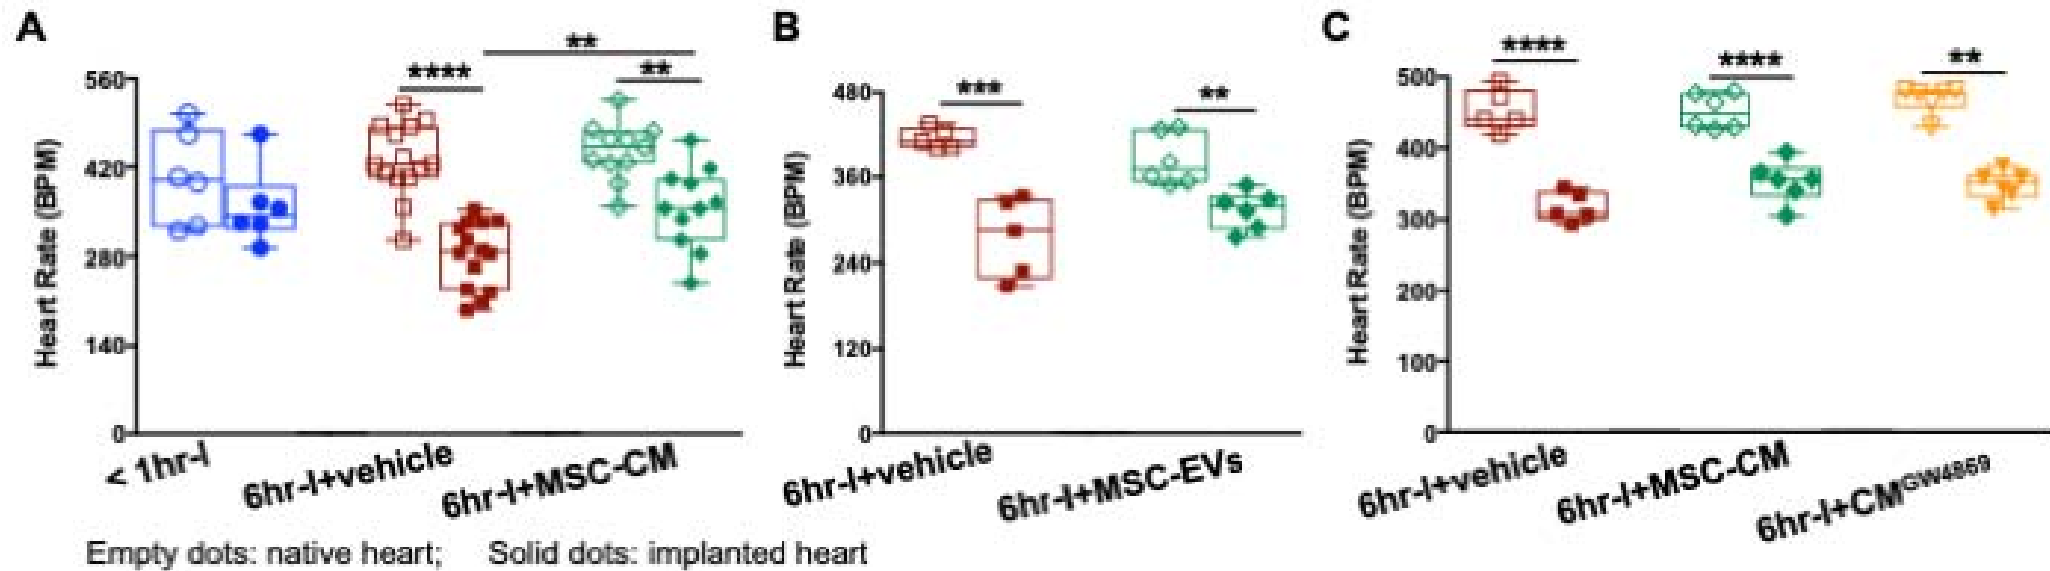 A
B
C
**
****
**
***
**
****
****
**
560
420
280
140
0
Heart Rate (BPM)
< 1hr-I
6hr-I+vehicle
6hr-I+MSC-CM
480
360
240
120
0
Heart Rate (BPM)
6hr-I+vehicle
6hr-I+MSC-EVs
500
400
300
200
100
0
Heart Rate (BPM)
6hr-I+vehicle
6hr-I+MSC-CM
6hr-I+CMGW4869
Empty dots: native heart; Solid dots: implanted heart